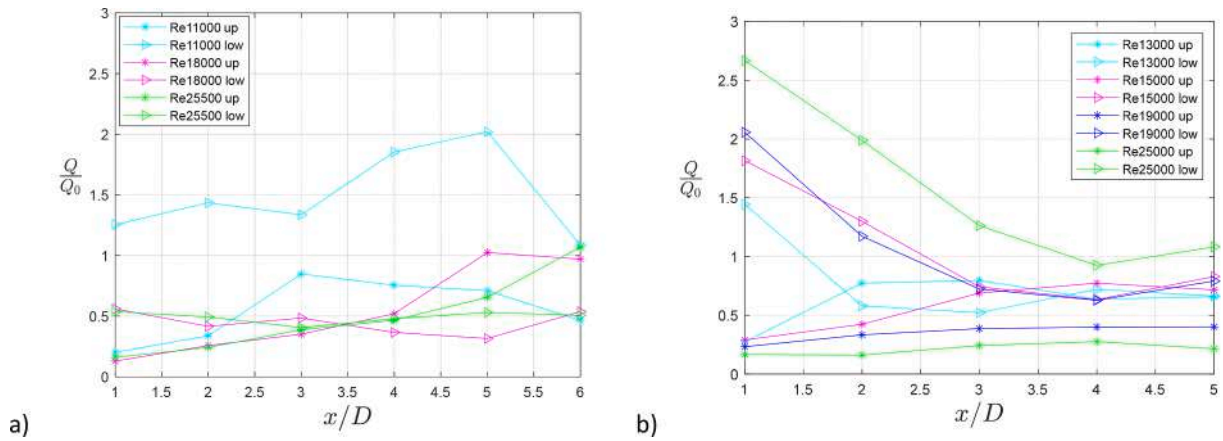 3
2.5
2
1.5
1
0.5
0
Q
Q0
Re11000 up
Re11000 low
Re18000 up
Re18000 low
Re25500 up
Re25500 low
1 1.5 2 2.5 3 3.5 4 4.5 5 5.5 6
x/D
a)
3
2.5
2
1.5
1
0.5
0
Q
Q0
Re13000 up
Re13000 low
Re15000 up
Re15000 low
Re19000 up
Re19000 low
Re25000 up
Re25000 low
1 1.5 2 2.5 3 3.5 4 4.5 5
x/D
b)